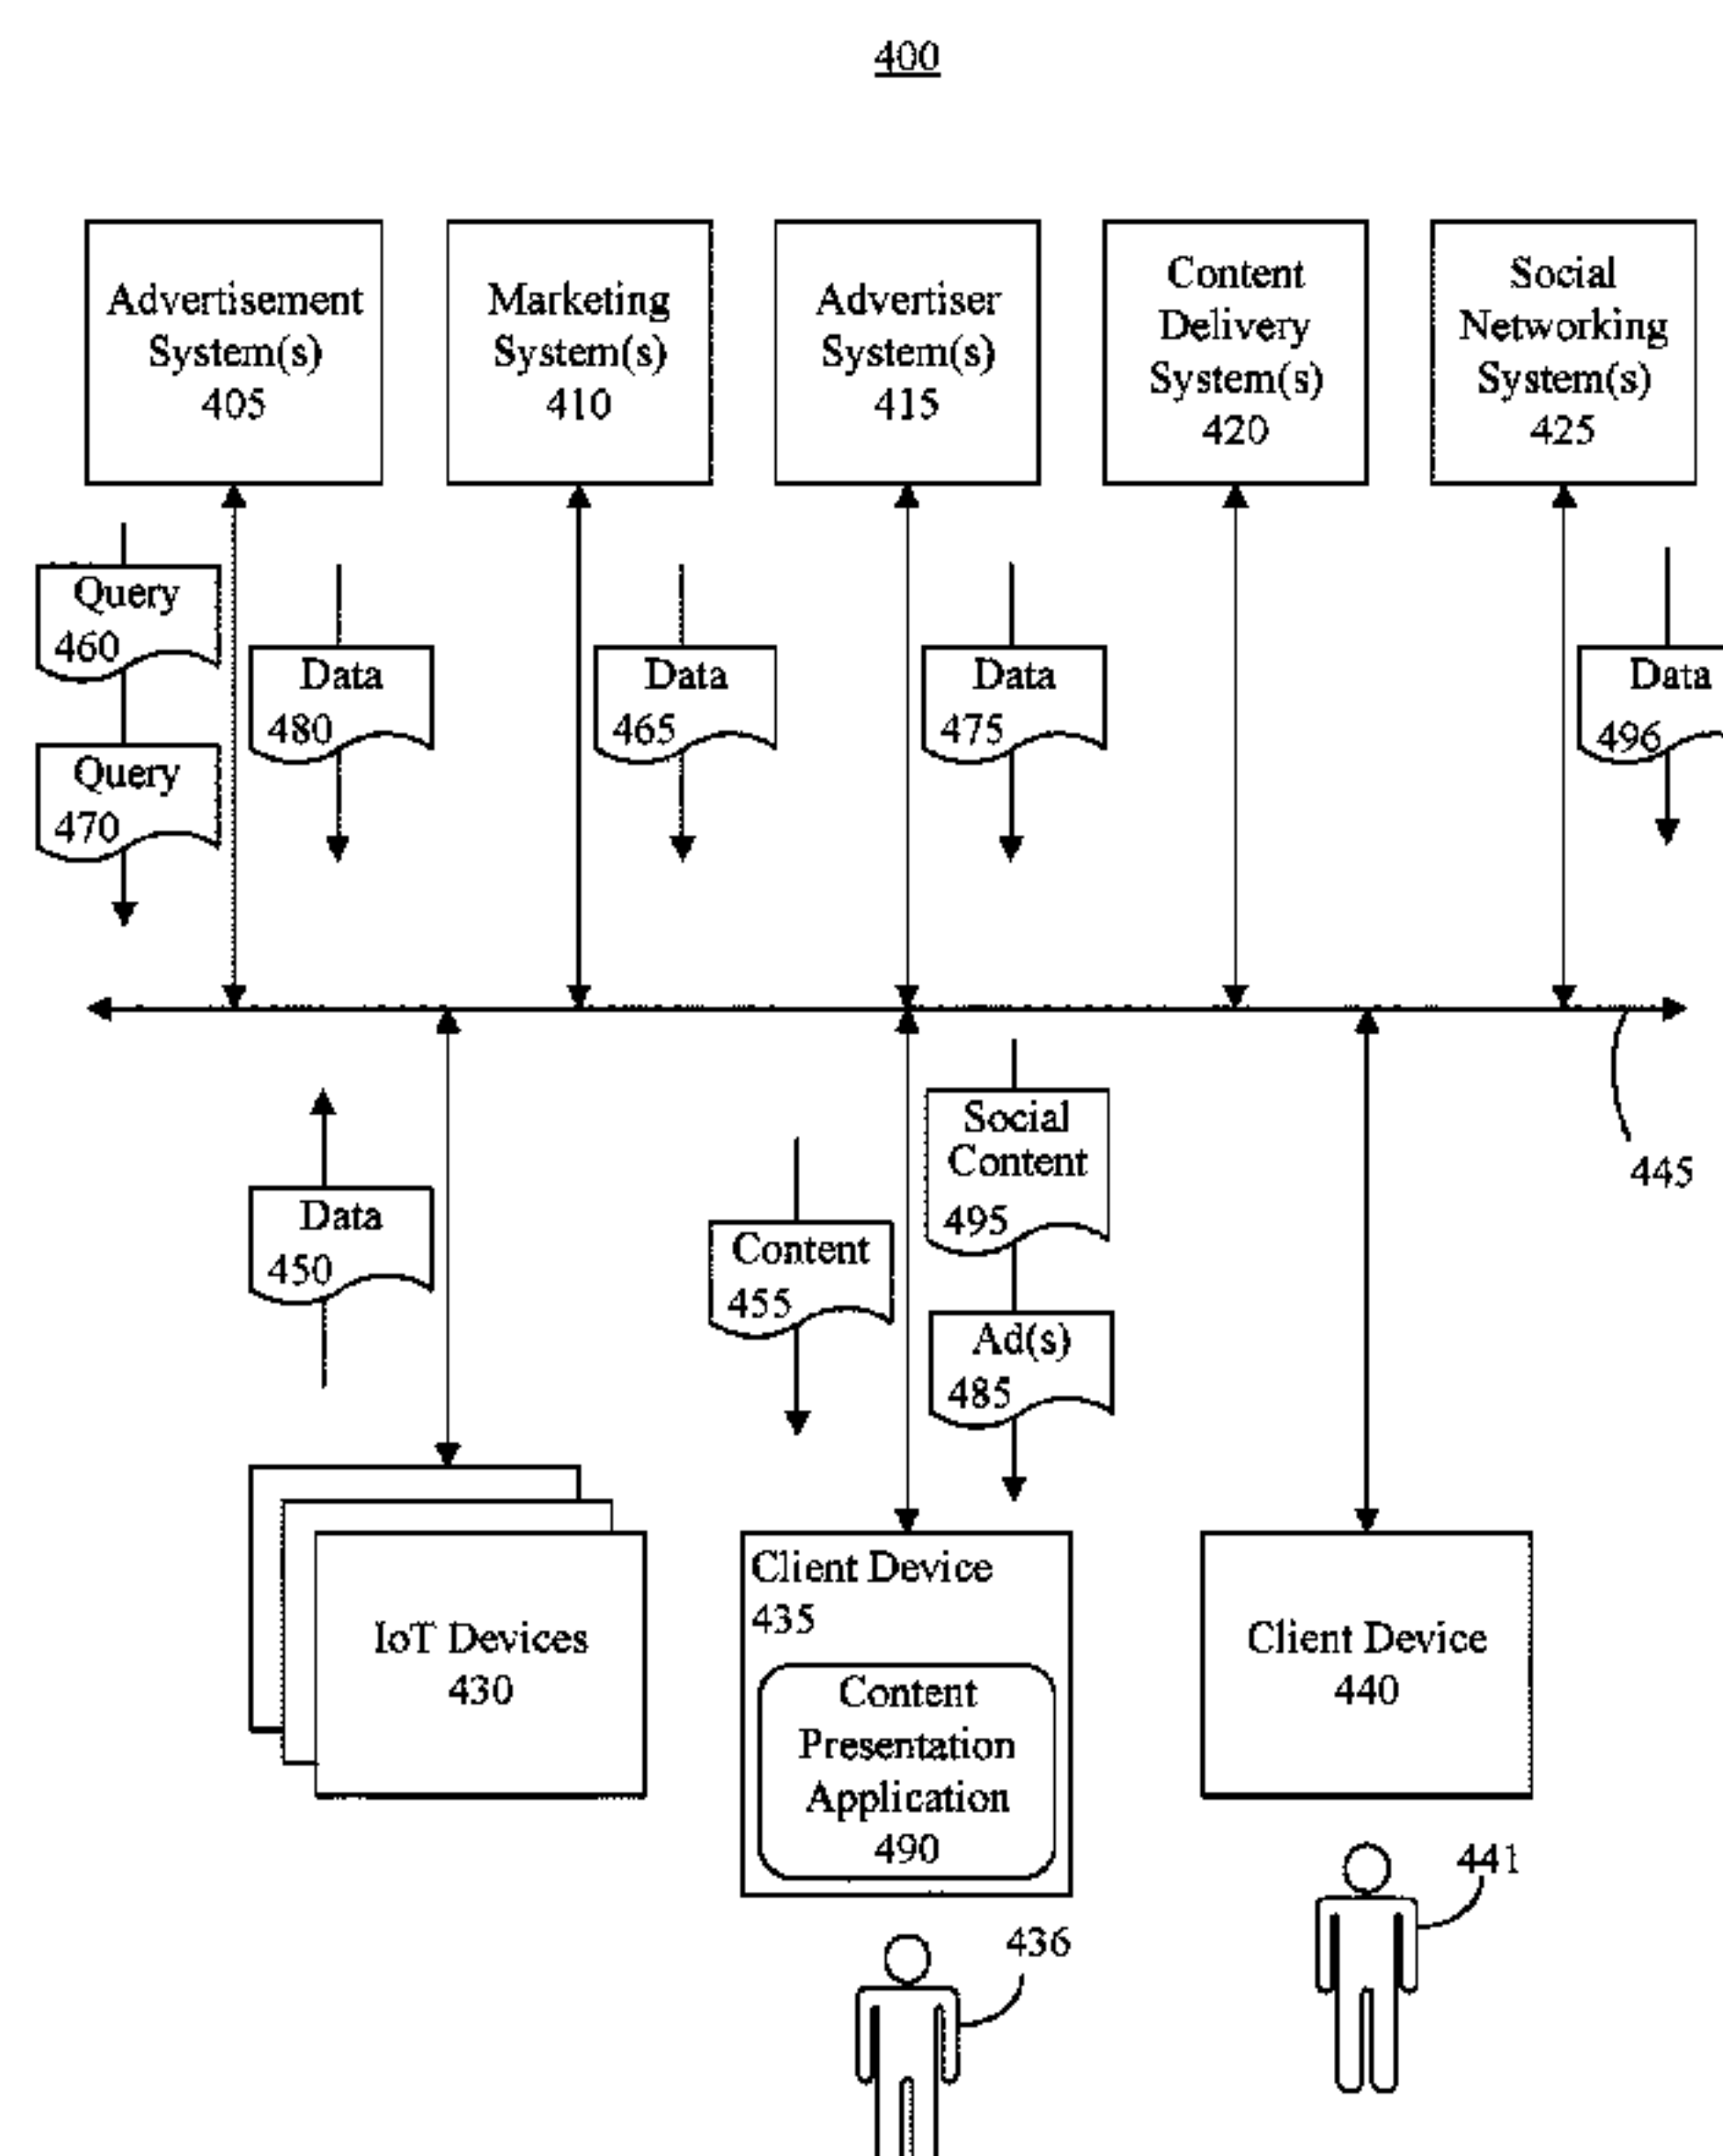 400
Advertisement
System(s)
405
Marketing
System(s)
410
Advertiser
System(s)
415
Content
Delivery
System(s)
420
Social
Networking
System(s)
425
Query
460
Query
470
Data
480
Data
465
Data
475
Data
496
445
Data
450
Content
455
Social
Content
495
Ad(s)
485
IoT Devices
430
Client Device
435
Content
Presentation
Application
490
Client Device
440
436
441